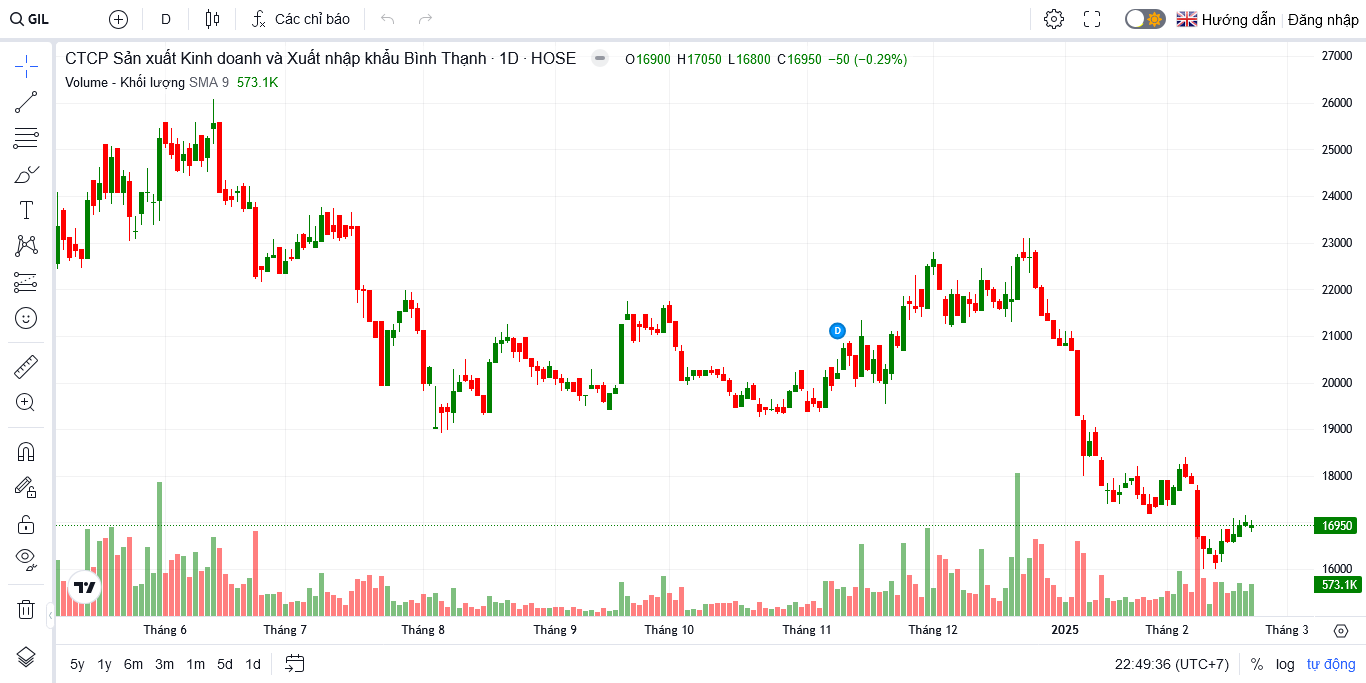 GIL D Các chỉ báo Hướng dẫn Đăng nhập
CTCP Sản xuất Kinh doanh và Xuất nhập khẩu Bình Thạnh · 1D · HOSE O16900 H17050 L16800 C16950 −50 (−0.29%)
Volume - Khối lượng SMA 9 573.1K
27000
26000
25000
24000
23000
22000
21000
20000
19000
18000
16950
16000
573.1K
D
Tháng 6 Tháng 7 Tháng 8 Tháng 9 Tháng 10 Tháng 11 Tháng 12 2025 Tháng 2 Tháng 3
5y 1y 6m 3m 1m 5d 1d 22:49:36 (UTC+7) % log tự động